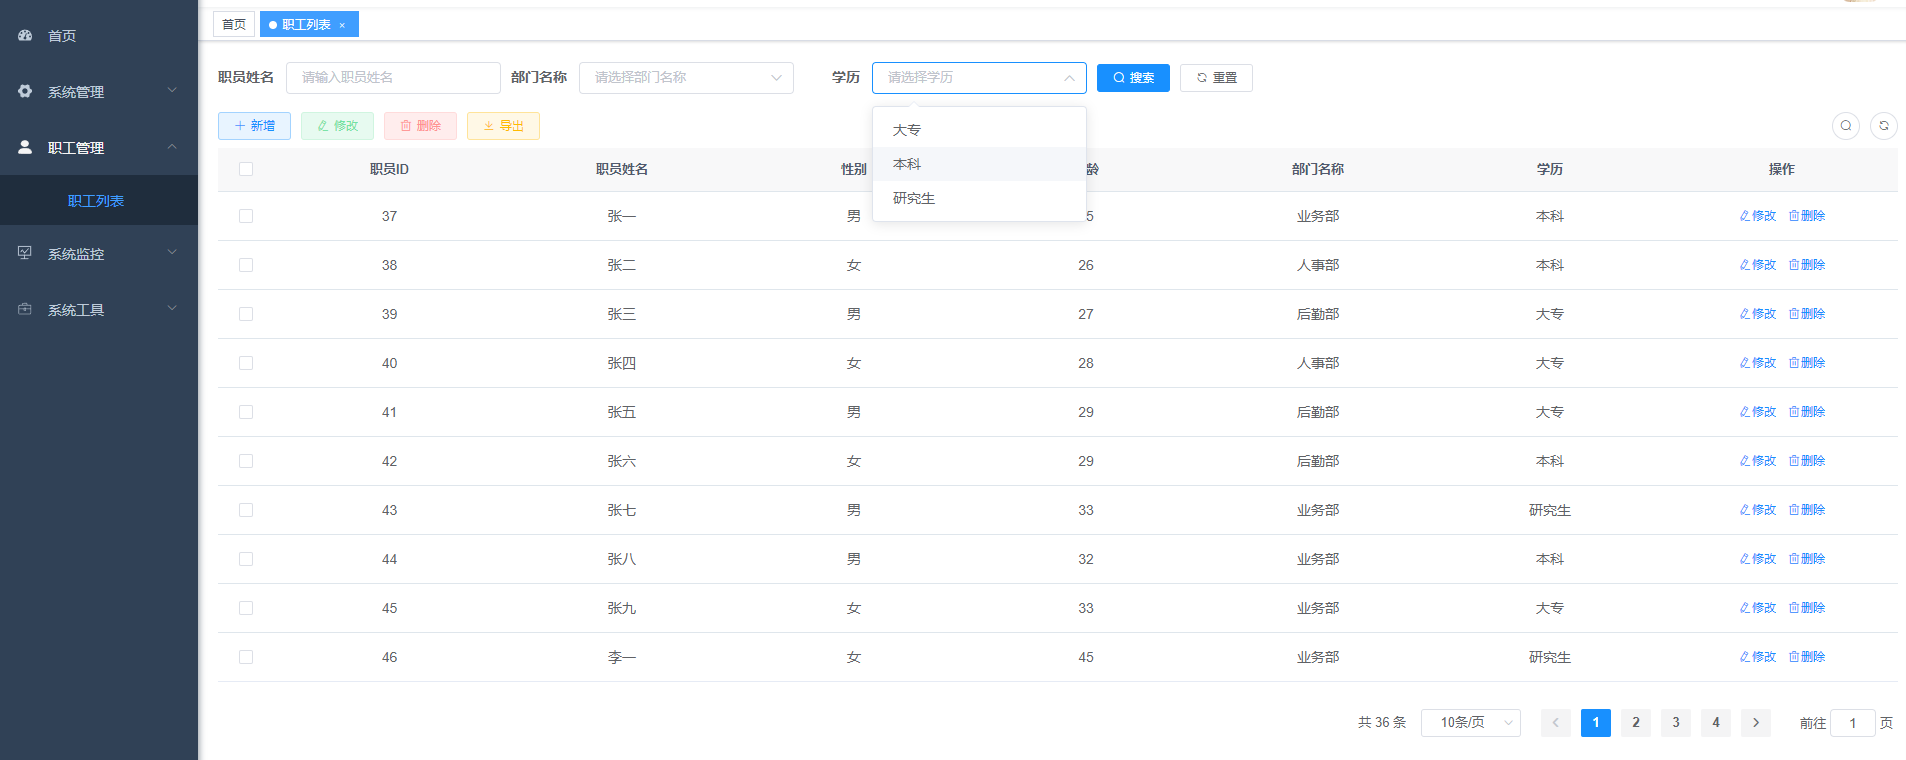 首页
系统管理
职工管理
职工列表
系统监控
系统工具
首页 职工列表 ×
职员姓名 请输入职员姓名 部门名称 请选择部门名称 学历 请选择学历 搜索 重置
新增 修改 删除 导出
大专
本科
研究生
职员ID 职员姓名 性别 龄 部门名称 学历 操作
37 张一 男 5 业务部 本科 修改 删除
38 张二 女 26 人事部 本科 修改 删除
39 张三 男 27 后勤部 大专 修改 删除
40 张四 女 28 人事部 大专 修改 删除
41 张五 男 29 后勤部 大专 修改 删除
42 张六 女 29 后勤部 本科 修改 删除
43 张七 男 33 业务部 研究生 修改 删除
44 张八 男 32 业务部 本科 修改 删除
45 张九 女 33 业务部 大专 修改 删除
46 李一 女 45 业务部 研究生 修改 删除
共 36 条 10条/页 1 2 3 4 前往 1 页